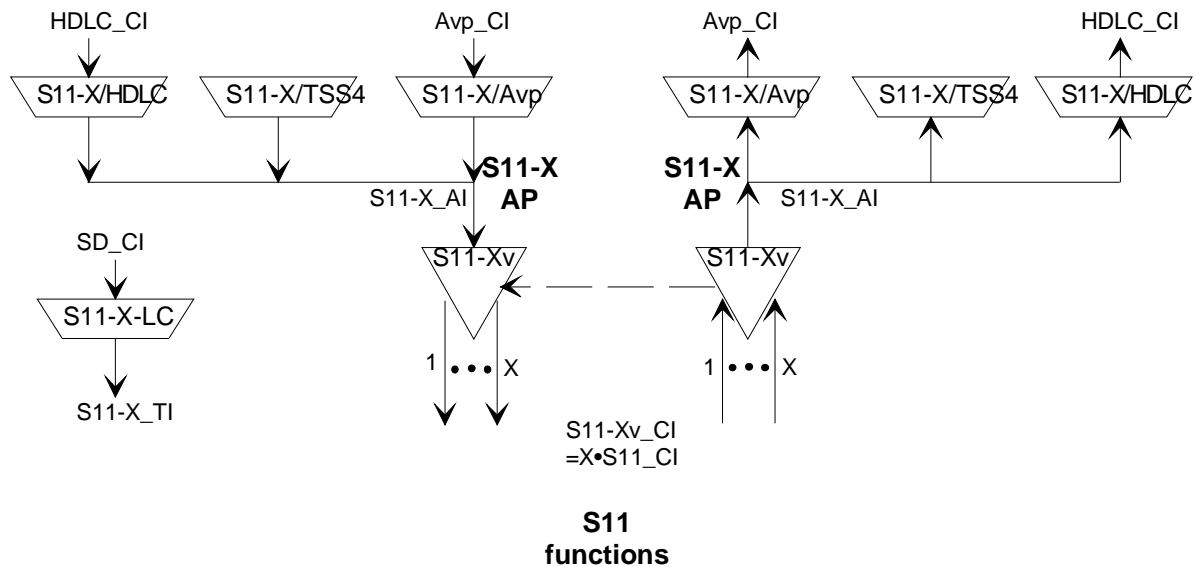 HDLC_CI Avp_CI Avp_CI HDLC_CI
S11-X/HDLC S11-X/TSS4 S11-X/Avp S11-X/Avp S11-X/TSS4 S11-X/HDLC
S11-X S11-X
AP AP
S11-X_AI S11-X_AI
SD_CI
S11-Xv S11-Xv
S11-X-LC
1 ••• X 1 ••• X
S11-X_TI
S11-Xv_CI
=X•S11_CI
S11
functions